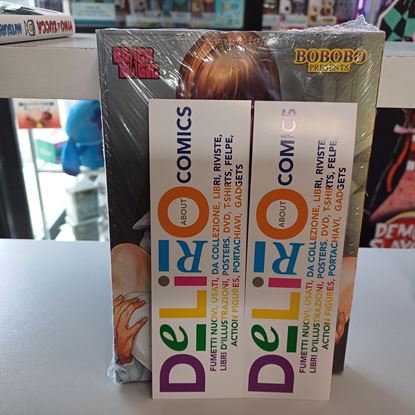 BOBOBO
PRESENTS
DeLiRiO
ABOUT
COMICS
FUMETTI NUOVI, USATI, DA COLLEZIONE, LIBRI, RIVISTE,
LIBRI D'ILLUSTRAZIONI, POSTERS, DVD, T-SHIRTS, FELPE,
ACTION FIGURES, PORTACHIAVI, GADGETS
DeLiRiO
ABOUT
COMICS
FUMETTI NUOVI, USATI, DA COLLEZIONE, LIBRI, RIVISTE,
LIBRI D'ILLUSTRAZIONI, POSTERS, DVD, T-SHIRTS, FELPE,
ACTION FIGURES, PORTACHIAVI, GADGETS